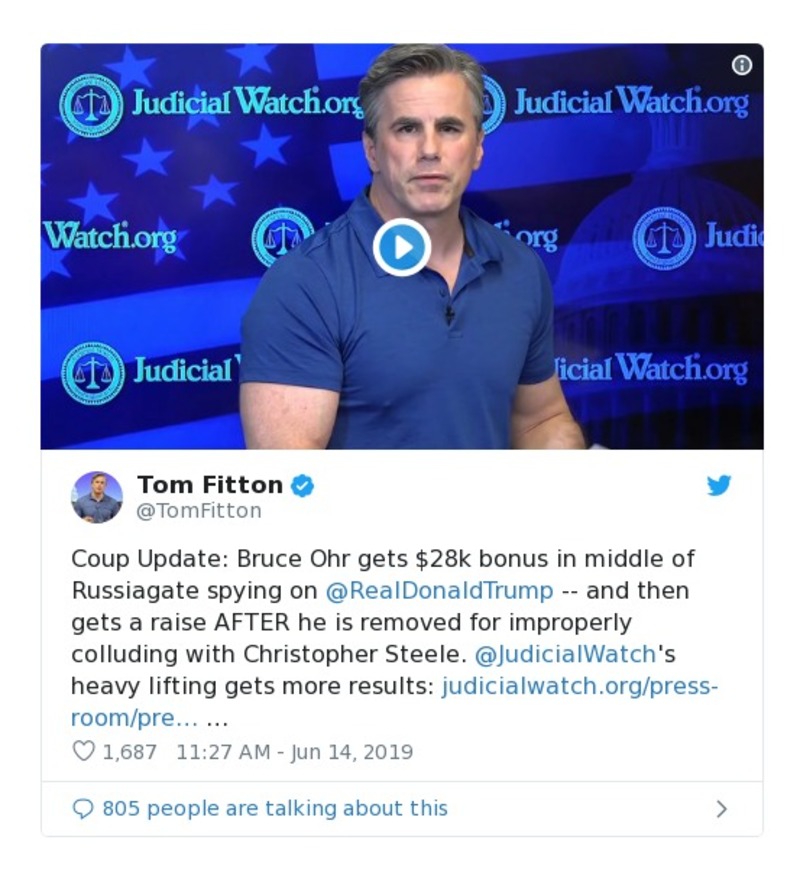 Judicial Watch.org
Judicial Watch.org
Watch.org
org
Judic
Judicial
icial Watch.org
Tom Fitton
@TomFitton
Coup Update: Bruce Ohr gets $28k bonus in middle of
Russiagate spying on @RealDonaldTrump -- and then
gets a raise AFTER he is removed for improperly
colluding with Christopher Steele. @JudicialWatch's
heavy lifting gets more results: judicialwatch.org/press-
room/pre… …
1,687 11:27 AM - Jun 14, 2019
805 people are talking about this